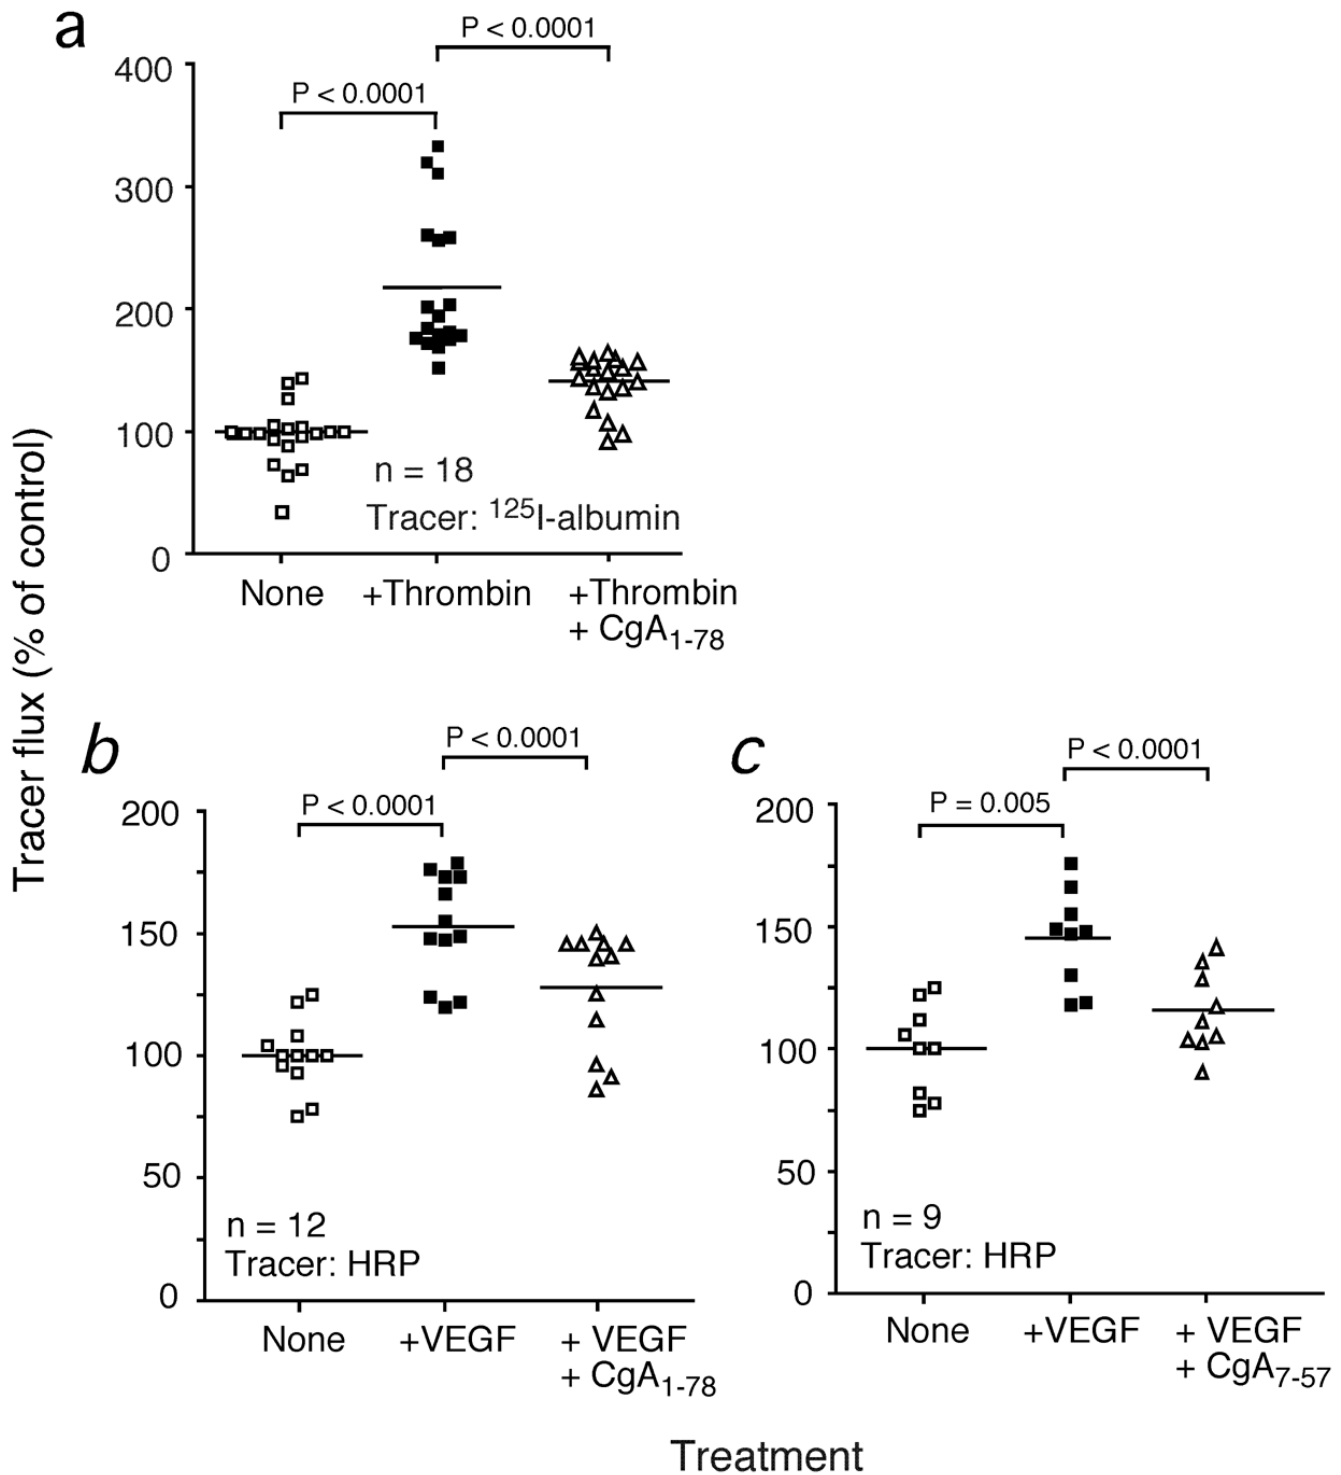 a
P < 0.0001
P < 0.0001
400
300
200
100
0
n = 18
Tracer: ¹²⁵I-albumin
None
+Thrombin
+Thrombin
+ CgA₁₋₇₈
Tracer flux (% of control)
b
P < 0.0001
P < 0.0001
200
150
100
50
0
n = 12
Tracer: HRP
None
+VEGF
+ VEGF
+ CgA₁₋₇₈
c
P < 0.0001
P = 0.005
200
150
100
50
0
n = 9
Tracer: HRP
None
+VEGF
+ VEGF
+ CgA₇₋₅₇
Treatment